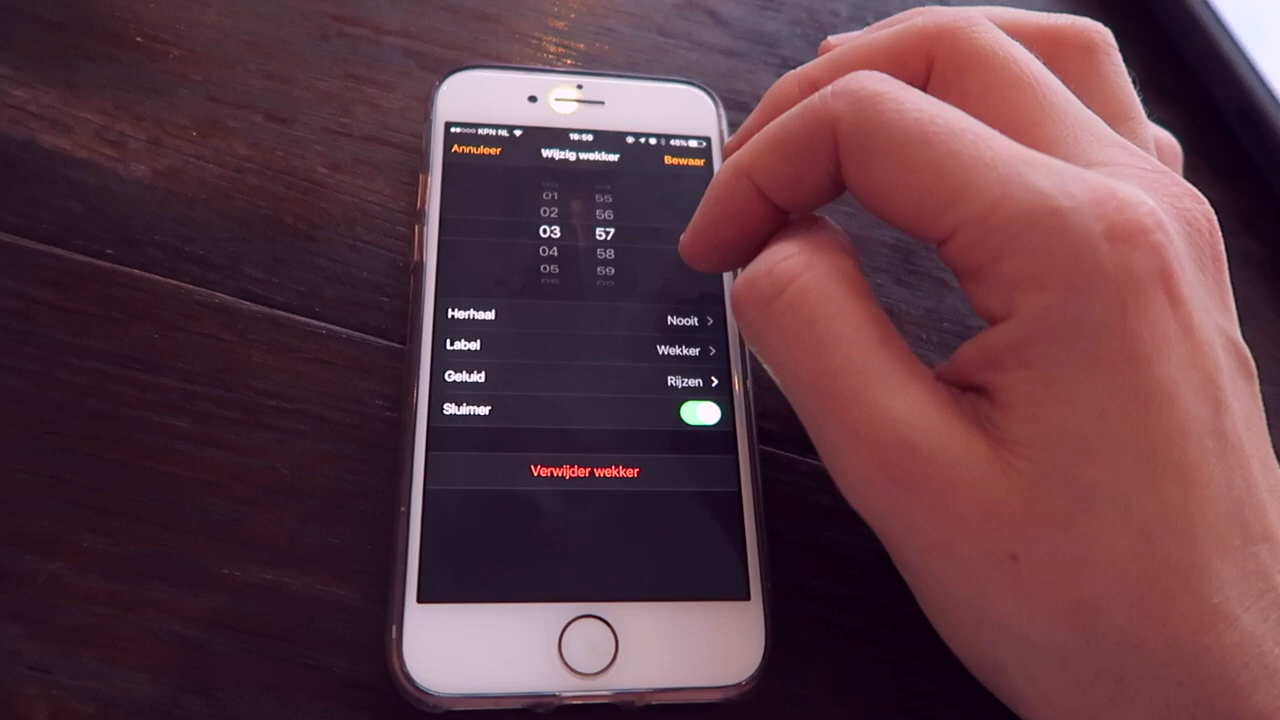 KPN NL 19:59 48%
Annuleer Wijzig wekker Bewaar
01 55
02 56
03 57
04 58
05 59
Herhaal Nooit
Label Wekker
Geluid Rijzen
Sluimer
Verwijder wekker